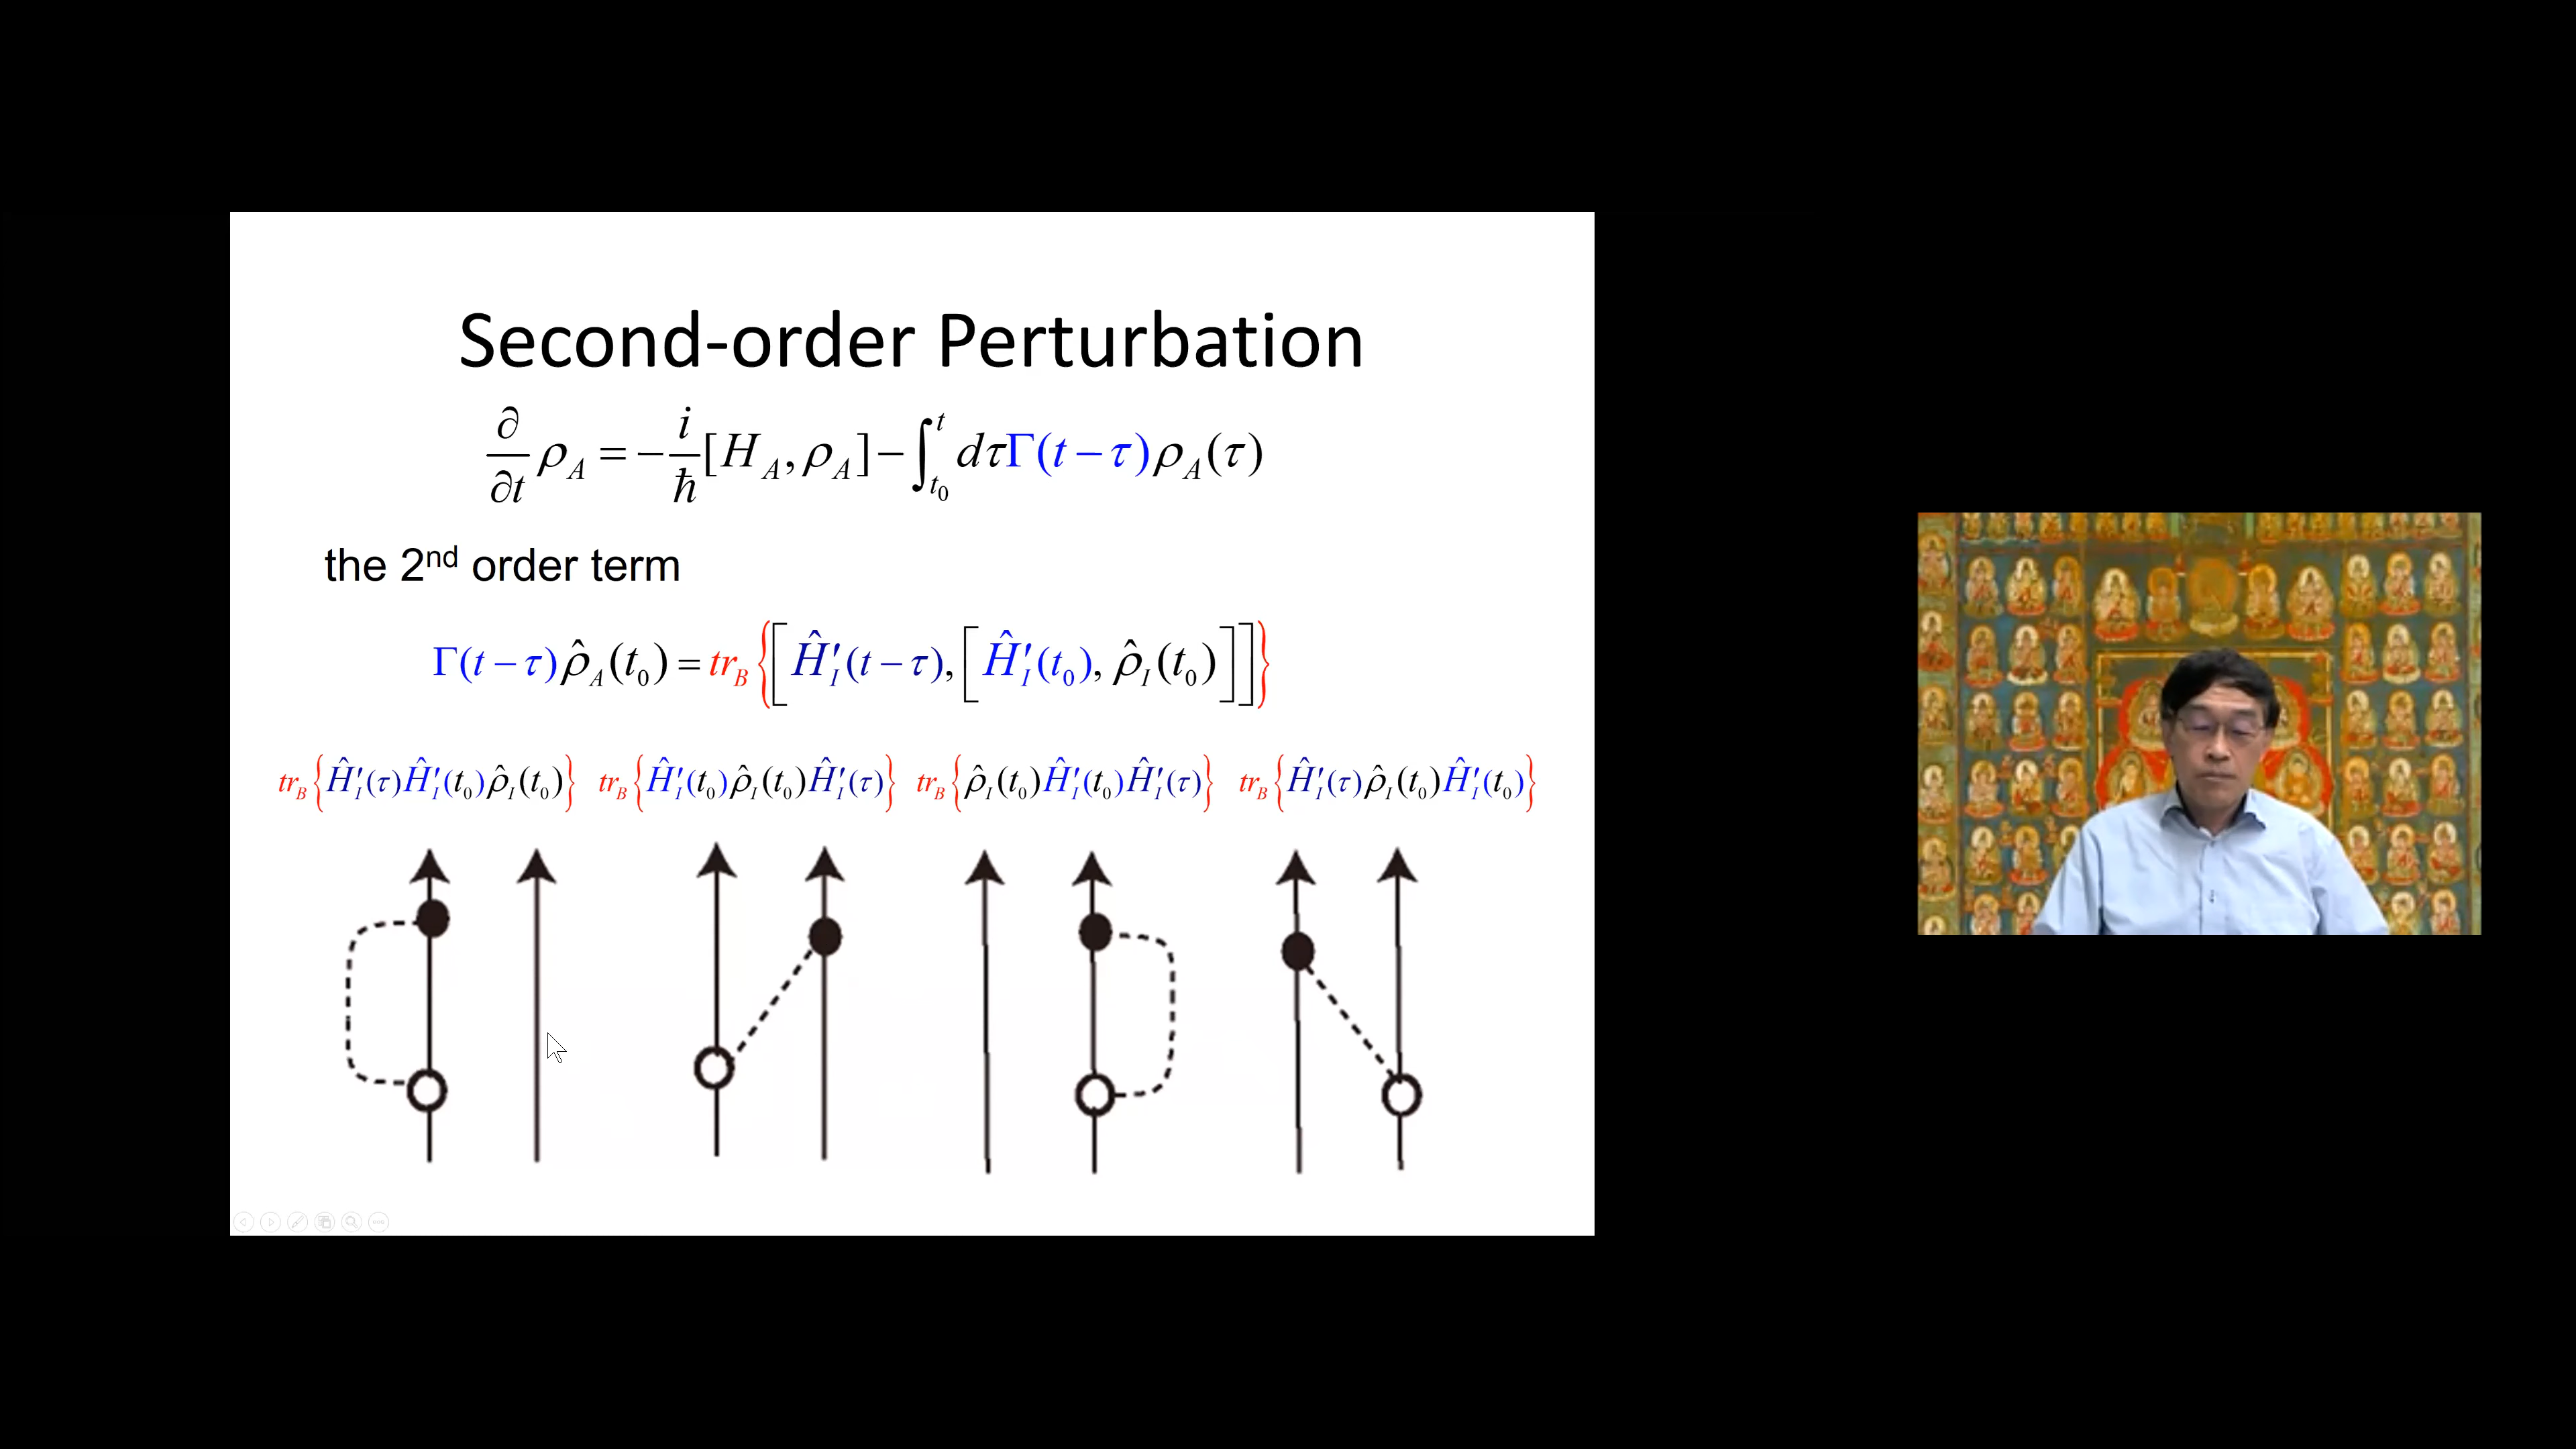 Second-order Perturbation
∂/∂t ρ_A = −i/ħ [H_A, ρ_A] − ∫_{t_0}^{t} dτ Γ(t − τ) ρ_A(τ)
the 2nd order term
Γ(t − τ) ρ̂_A(t_0) = tr_B { [ Ĥ′_I(t − τ), [ Ĥ′_I(t_0), ρ̂_I(t_0) ] ] }
tr_B { Ĥ′_I(τ) Ĥ′_I(t_0) ρ̂_I(t_0) } tr_B { Ĥ′_I(t_0) ρ̂_I(t_0) Ĥ′_I(τ) } tr_B { ρ̂_I(t_0) Ĥ′_I(t_0) Ĥ′_I(τ) } tr_B { Ĥ′_I(τ) ρ̂_I(t_0) Ĥ′_I(t_0) }